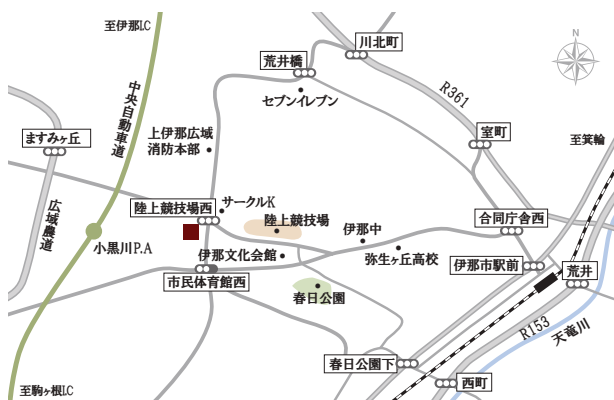 至伊那I.C
川北町
荒井橋
R361
セブンイレブン
中央自動車道
室町
至箕輪
ますみヶ丘
上伊那広域
消防本部
サークルK
陸上競技場西
陸上競技場
合同庁舎西
伊那中
広域農道
小黒川P.A
伊那文化会館
弥生ヶ丘高校
伊那市駅前
荒井
市民体育館西
春日公園
R153
天竜川
春日公園下
西町
至駒ヶ根I.C